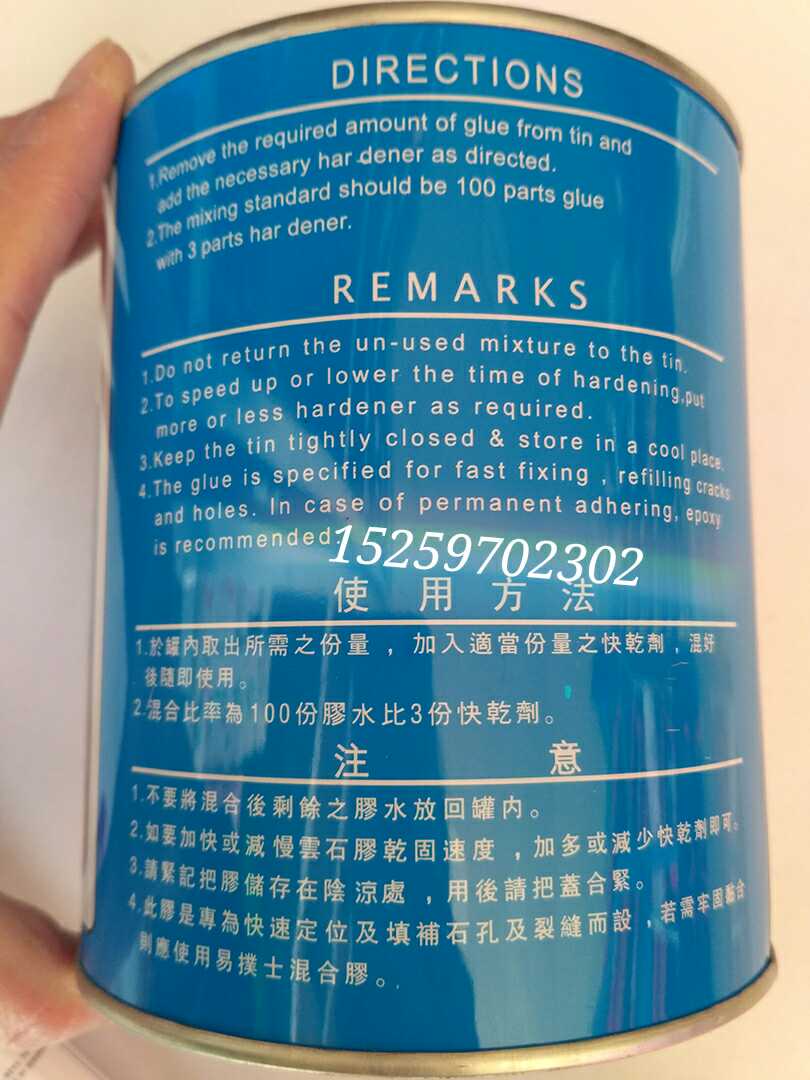 DIRECTIONS
1.Remove the required amount of glue from tin and
add the necessary har-dener as directed.
2.The mixing standard should be 100 parts glue
with 3 parts har dener.
REMARKS
1.Do not return the un-used mixture to the tin.
2.To speed up or lower the time of hardening,put
more or less hardener as required.
3.Keep the tin tightly closed & store in a cool place.
4.The glue is specified for fast fixing , refilling cracks
and holes. In case of permanent adhering, epoxy
is recommended.
15259702302
使用方法
1.於罐內取出所需之份量，加入適當份量之快乾劑，混好
後隨即使用。
2.混合比率為100份膠水比3份快乾劑。
注意
1.不要將混合後剩餘之膠水放回罐內。
2.如要加快或減慢雲石膠乾固速度，加多或減少快乾劑即可。
3.請緊記把膠儲存在陰涼處，用後請把蓋合緊。
4.此膠是專為快速定位及填補石孔及裂縫而設，若需牢固黏合
則應使用易撲士混合膠。